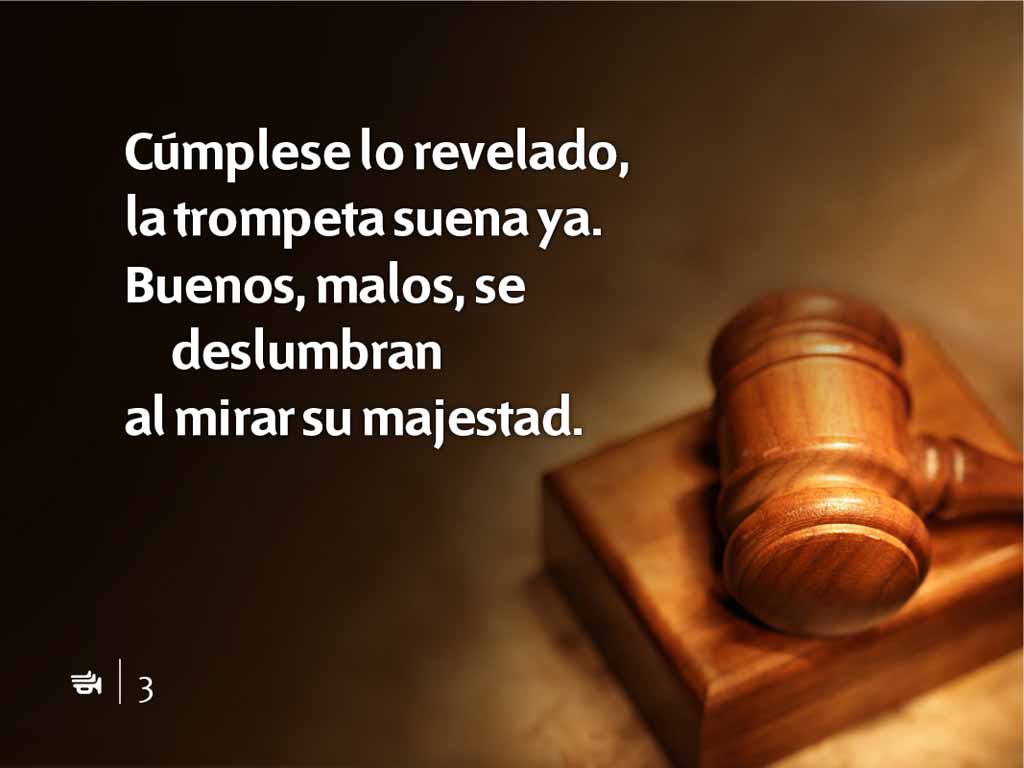 Cúmplese lo revelado,
la trompeta suena ya.
Buenos, malos, se
deslumbran
al mirar su majestad.
3